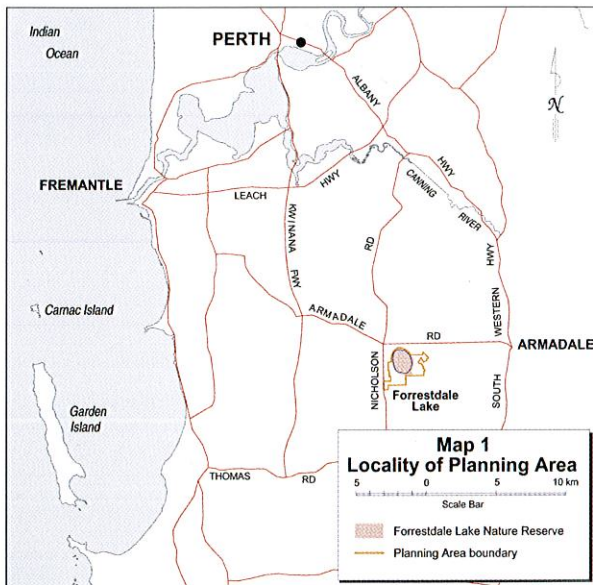 Indian
Ocean
PERTH
N
ALBANY
HWY
FREMANTLE
LEACH
HWY
CANNING
RIVER
KWINANA
FWY
RD
HWY
WESTERN
SOUTH
Carnac Island
ARMADALE
RD
ARMADALE
NICHOLSON
Forrestdale
Lake
Garden
Island
THOMAS
RD
Map 1
Locality of Planning Area
5 0 5 10 km
Scale Bar
Forrestdale Lake Nature Reserve
Planning Area boundary